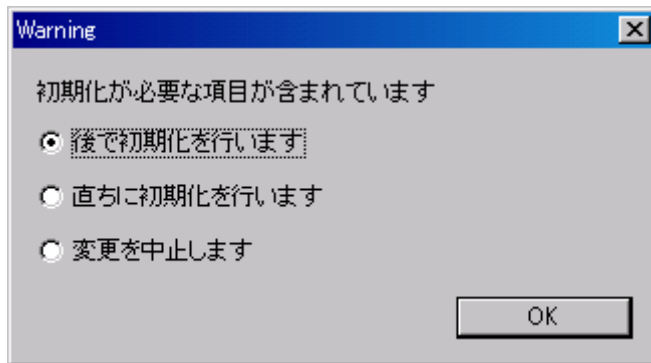 Warning
初期化が必要な項目が含まれています
後で初期化を行います
直ちに初期化を行います
変更を中止します
OK